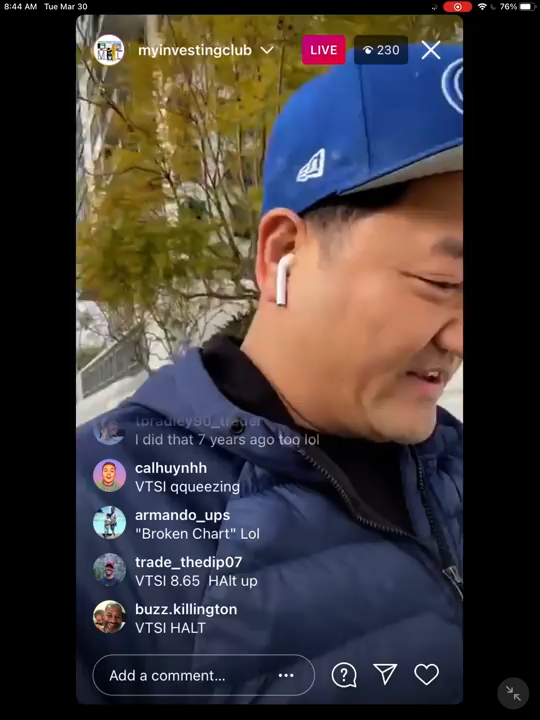 8:44 AM Tue Mar 30
76%
myinvestingclub
LIVE
230
tbradley90_trader
I did that 7 years ago too lol
calhuynhh
VTSI qqueezing
armando_ups
"Broken Chart" Lol
trade_thedip07
VTSI 8.65 HAlt up
buzz.killington
VTSI HALT
Add a comment...